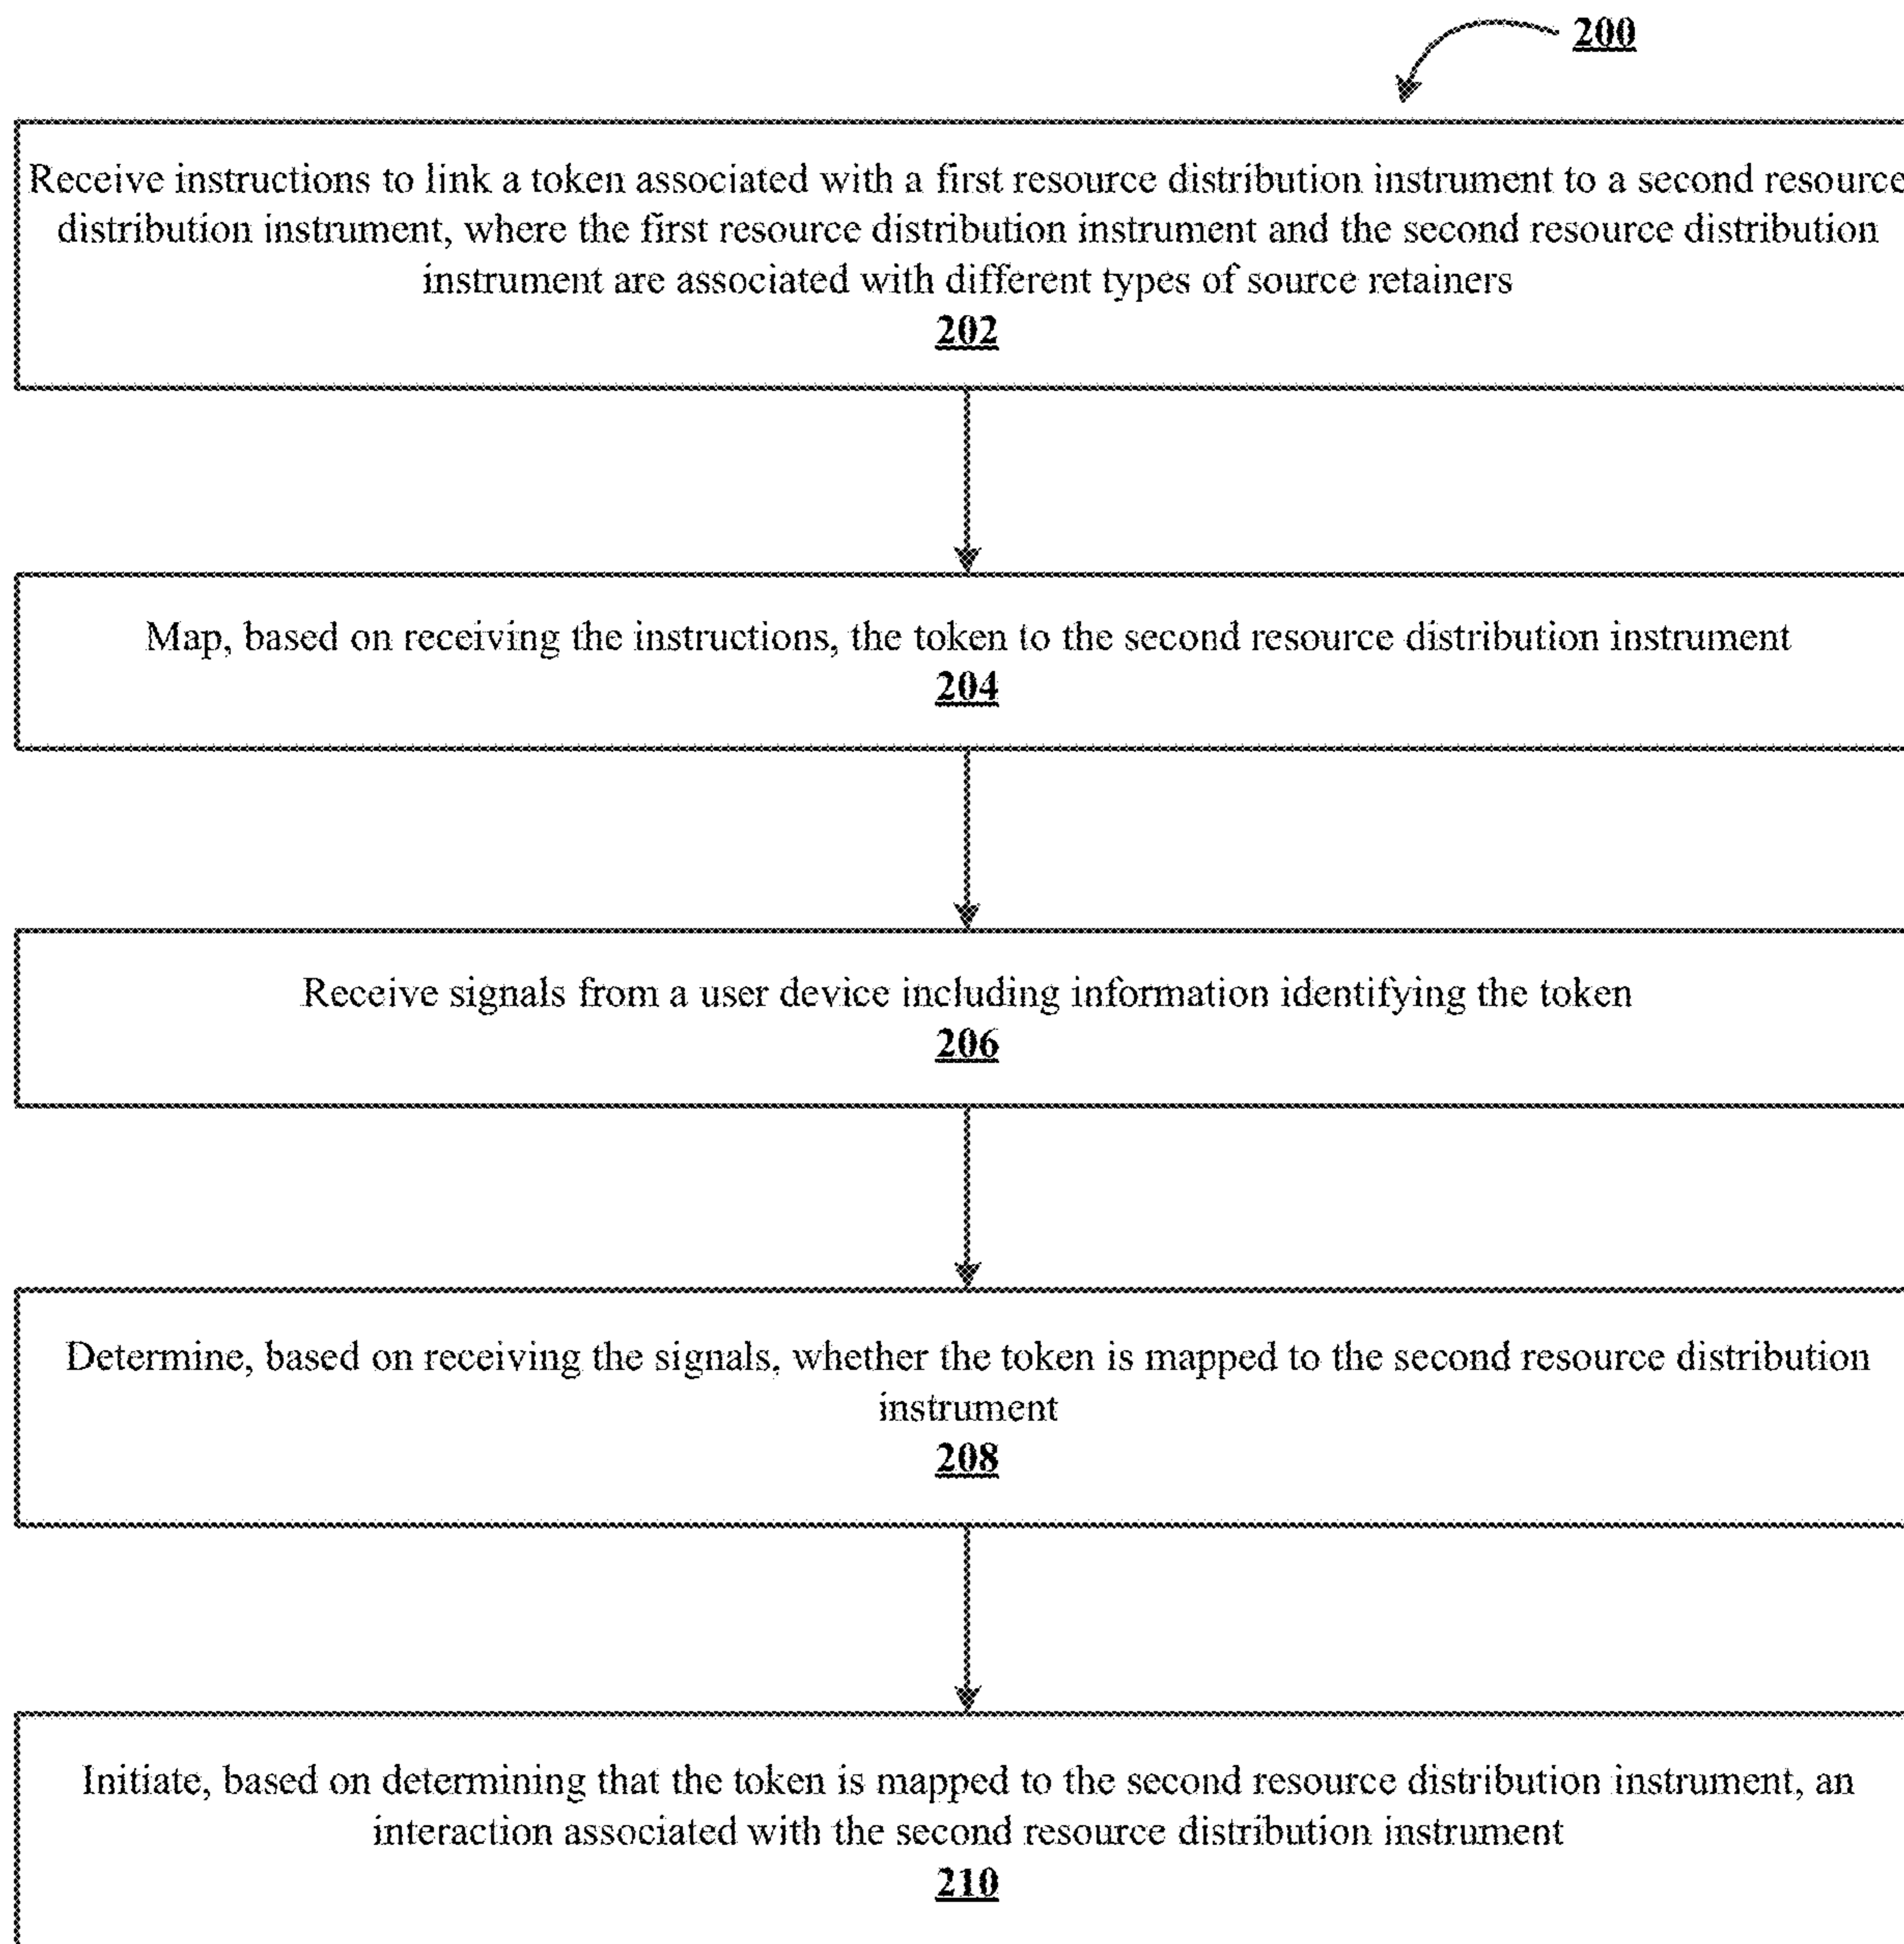 200
Receive instructions to link a token associated with a first resource distribution instrument to a second resource
distribution instrument, where the first resource distribution instrument and the second resource distribution
instrument are associated with different types of source retainers
202
Map, based on receiving the instructions, the token to the second resource distribution instrument
204
Receive signals from a user device including information identifying the token
206
Determine, based on receiving the signals, whether the token is mapped to the second resource distribution
instrument
208
Initiate, based on determining that the token is mapped to the second resource distribution instrument, an
interaction associated with the second resource distribution instrument
210